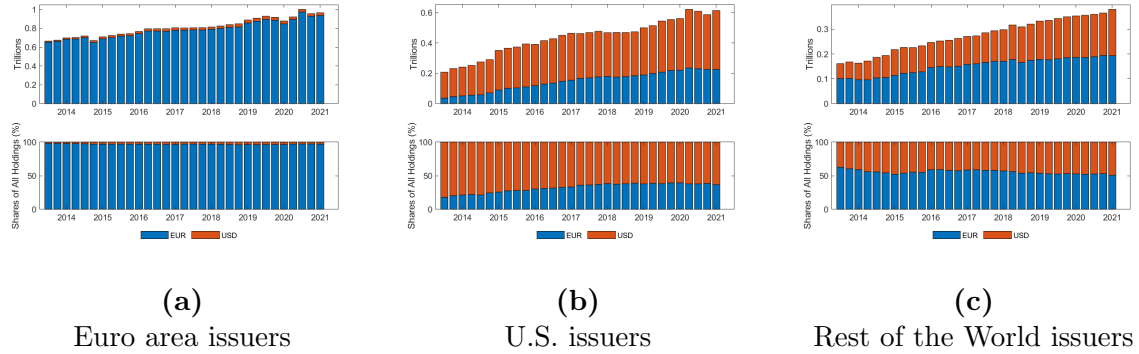 1
0.8
0.6
0.4
0.2
0
Trillions
2014 2015 2016 2017 2018 2019 2020 2021
100
50
0
Shares of All Holdings (%)
2014 2015 2016 2017 2018 2019 2020 2021
EUR USD
(a)
Euro area issuers
0.6
0.4
0.2
0
Trillions
2014 2015 2016 2017 2018 2019 2020 2021
100
50
0
Shares of All Holdings (%)
2014 2015 2016 2017 2018 2019 2020 2021
EUR USD
(b)
U.S. issuers
0.3
0.2
0.1
0
Trillions
2014 2015 2016 2017 2018 2019 2020 2021
100
50
0
Shares of All Holdings (%)
2014 2015 2016 2017 2018 2019 2020 2021
EUR USD
(c)
Rest of the World issuers